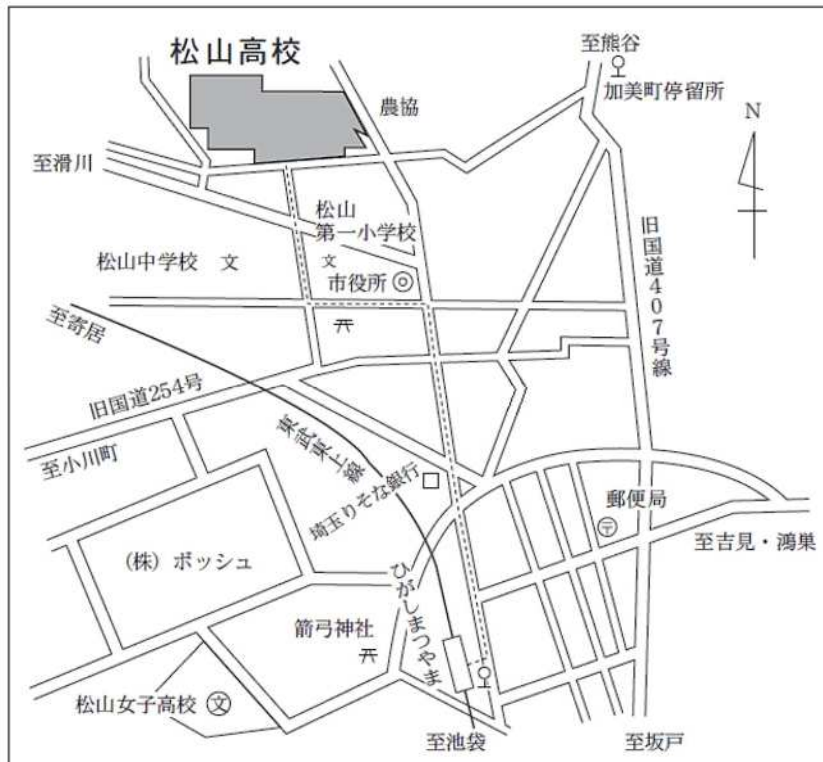 松山高校
至熊谷
加美町停留所
農協
N
至滑川
松山
第一小学校
松山中学校 文
文
市役所
旧国道407号線
至寄居
旧国道254号
至小川町
東武東上線
埼玉りそな銀行
郵便局
〒
至吉見・鴻巣
(株)ボッシュ
ひがしまつやま
箭弓神社
松山女子高校 文
至池袋
至坂戸